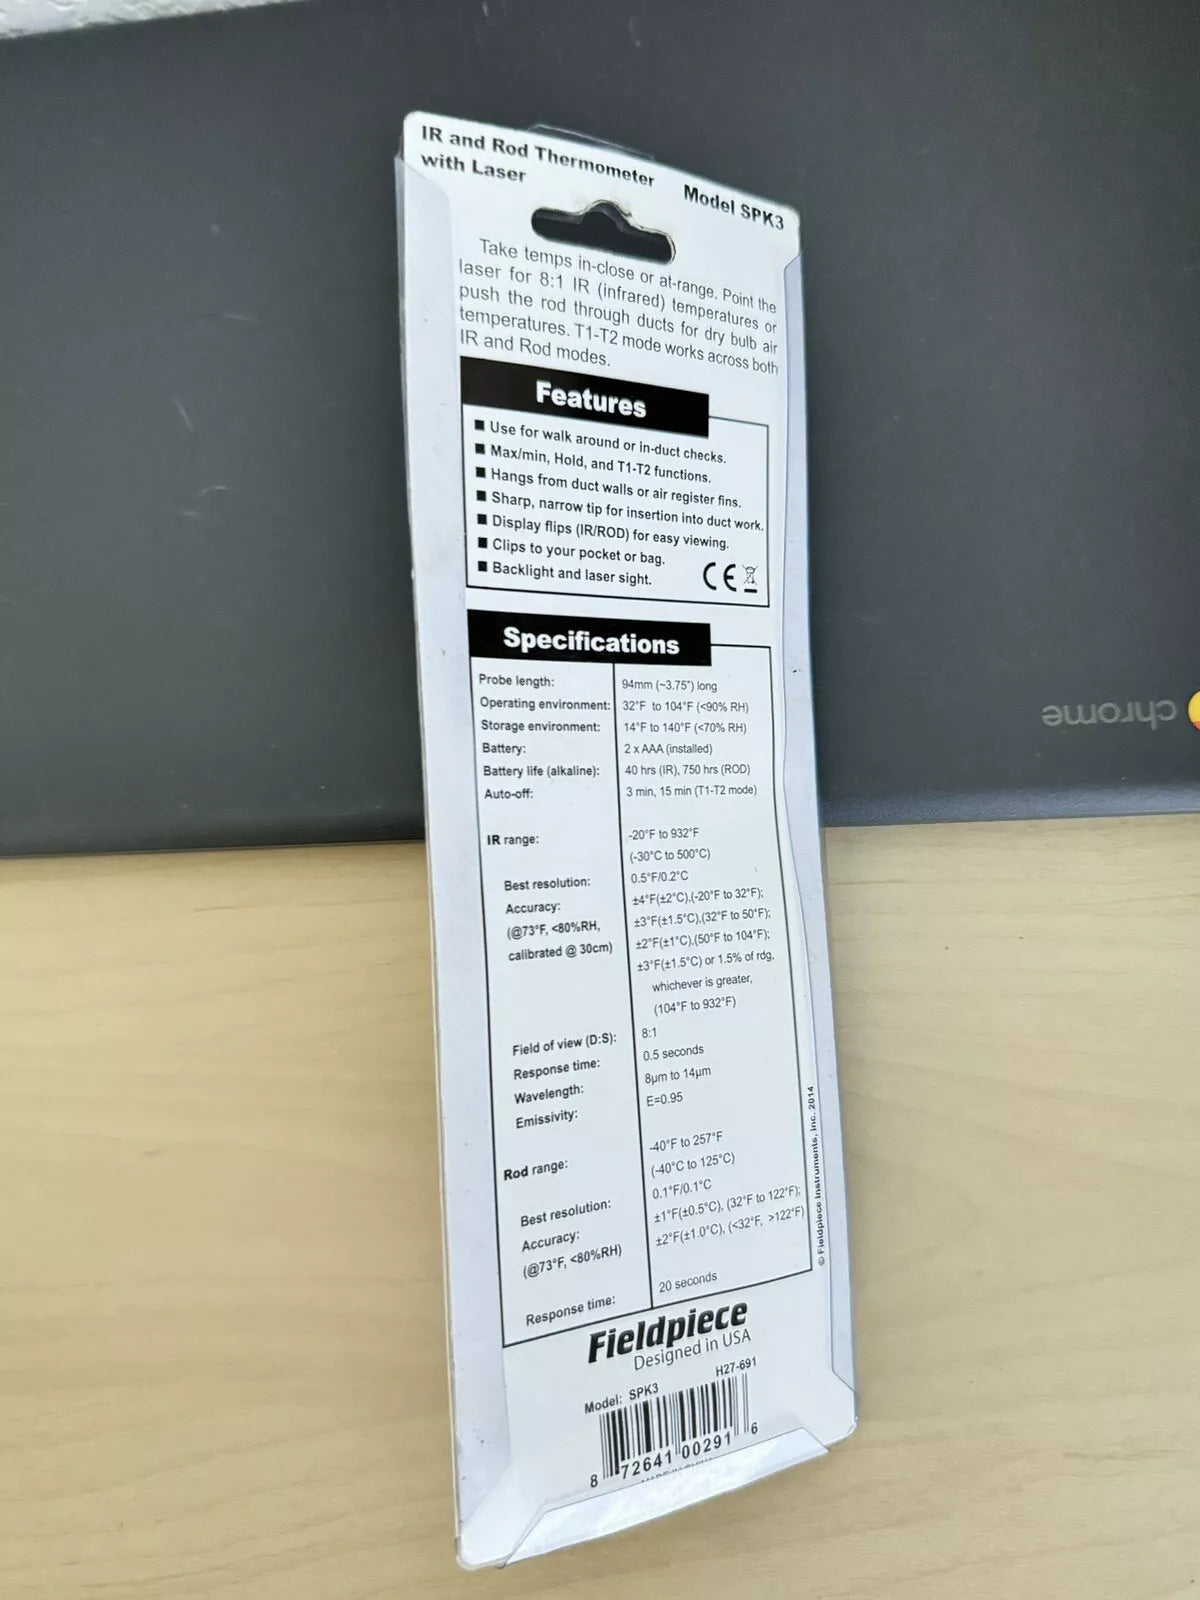 IR and Rod Thermometer Model SPK3
with Laser
Take temps in-close or at-range. Point the
laser for 8:1 IR (infrared) temperatures or
push the rod through ducts for dry bulb air
temperatures. T1-T2 mode works across both
IR and Rod modes.
Features
■ Use for walk around or in-duct checks.
■ Max/min, Hold, and T1-T2 functions.
■ Hangs from duct walls or air register fins.
■ Sharp, narrow tip for insertion into duct work.
■ Display flips (IR/ROD) for easy viewing.
■ Clips to your pocket or bag.
■ Backlight and laser sight.
CE
Specifications
Probe length: 94mm (~3.75") long
Operating environment: 32°F to 104°F (<90% RH)
Storage environment: 14°F to 140°F (<70% RH)
Battery: 2 x AAA (installed)
Battery life (alkaline): 40 hrs (IR), 750 hrs (ROD)
Auto-off: 3 min, 15 min (T1-T2 mode)
IR range: -20°F to 932°F
(-30°C to 500°C)
Best resolution: 0.5°F/0.2°C
Accuracy: ±4°F(±2°C),(-20°F to 32°F);
(@73°F, <80%RH, ±3°F(±1.5°C),(32°F to 50°F);
calibrated @ 30cm) ±2°F(±1°C),(50°F to 104°F);
±3°F(±1.5°C) or 1.5% of rdg,
whichever is greater,
(104°F to 932°F)
Field of view (D:S): 8:1
Response time: 0.5 seconds
Wavelength: 8µm to 14µm
Emissivity: E=0.95
Rod range: -40°F to 257°F
(-40°C to 125°C)
Best resolution: 0.1°F/0.1°C
Accuracy: ±1°F(±0.5°C), (32°F to 122°F);
(@73°F, <80%RH) ±2°F(±1.0°C), (<32°F, >122°F)
Response time: 20 seconds
© Fieldpiece Instruments, Inc. 2014
Fieldpiece
Designed in USA
Model: SPK3 H27-691
8 72641 00291 6
chrome